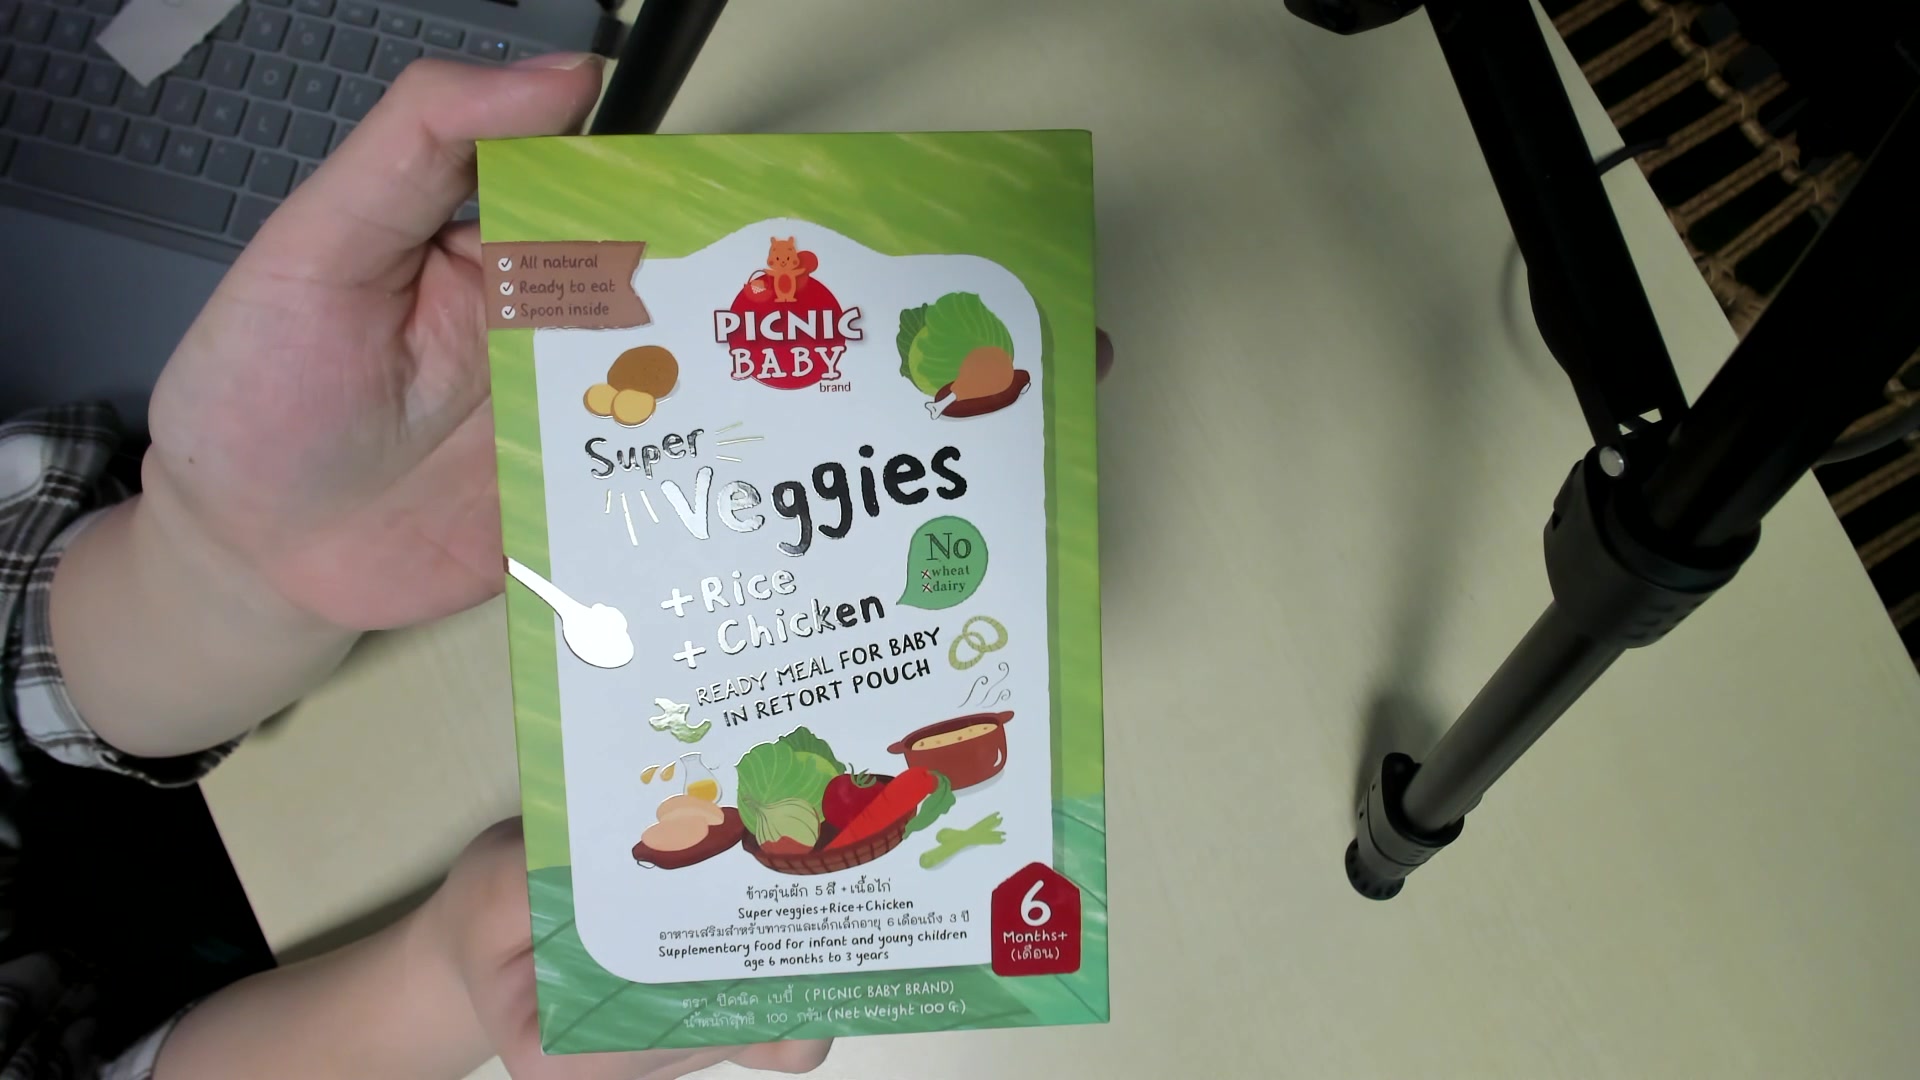 All natural
Ready to eat
Spoon inside
PICNIC
BABY
brand
Super
Veggies
No
wheat
dairy
+Rice
+Chicken
READY MEAL FOR BABY
IN RETORT POUCH
ข้าวตุ๋นผัก 5 สี + เนื้อไก่
Super veggies+Rice+Chicken
อาหารเสริมสำหรับทารกและเด็กเล็กอายุ 6 เดือนถึง 3 ปี
Supplementary food for infant and young children
age 6 months to 3 years
6
Months+
(เดือน)
ตรา ปิคนิค เบบี้ (PICNIC BABY BRAND)
น้ำหนักสุทธิ 100 กรัม (Net Weight 100 G.)